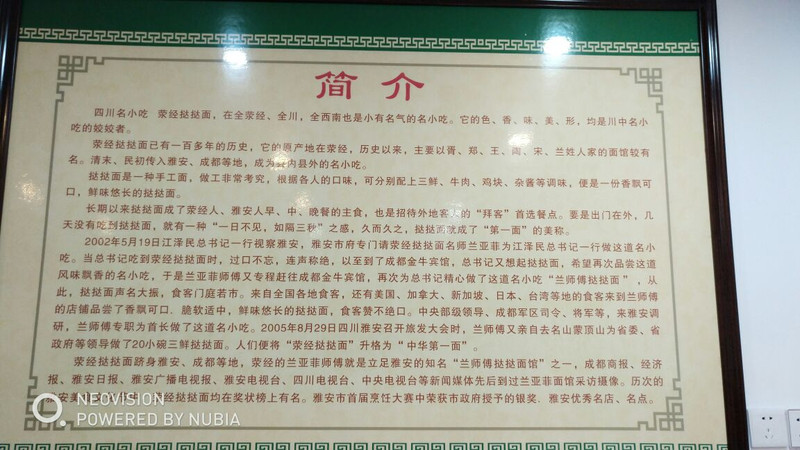 简介
四川名小吃 荥经挞挞面，在全荥经、全川，全西南也是小有名气的名小吃。它的色、香、味、美、形，均是川中名小
吃的姣姣者。
荥经挞挞面已有一百多年的历史，它的原产地在荥经，历史以来，主要以胥、郑、王、周、宋、兰姓人家的面馆较有
名。清末、民初传入雅安、成都等地，成为县内县外的名小吃。
挞挞面是一种手工面，做工非常考究，根据各人的口味，可分别配上三鲜、牛肉、鸡块、杂酱等调味，便是一份香飘可
口，鲜味悠长的挞挞面。
长期以来挞挞面成了荥经人、雅安人早、中、晚餐的主食，也是招待外地客人的“拜客”首选餐点。要是出门在外，几
天没有吃到挞挞面，就有一种“一日不见，如隔三秋”之感，久而久之，挞挞面就成了“第一面”的美称。
2002年5月19日江泽民总书记一行视察雅安，雅安市府专门请荥经挞挞面名师兰亚菲为江泽民总书记一行做这道名小
吃。当总书记吃到荥经挞挞面时，过口不忘，连声称绝，以至到了成都金牛宾馆，总书记又想起挞挞面，希望再次品尝这道
风味飘香的名小吃，于是兰亚菲师傅又专程赶往成都金牛宾馆，再次为总书记精心做了这道名小吃“兰师傅挞挞面”，从
此，挞挞面声名大振，食客门庭若市。来自全国各地食客，还有美国、加拿大、新加坡、日本、台湾等地的食客来到兰师傅
的店铺品尝了香飘可口．脆软适中，鲜味悠长的挞挞面，食客赞不绝口。中央部级领导、成都军区司令、将军等，来雅安调
研，兰师傅专职为首长做了这道名小吃。2005年8月29日四川雅安召开旅发大会时，兰师傅又亲自去名山蒙顶山为省委、省
政府等领导做了20小碗三鲜挞挞面。人们便将“荥经挞挞面”升格为“中华第一面”。
荥经挞挞面跻身雅安、成都等地，荥经的兰亚菲师傅就是立足雅安的知名“兰师傅挞挞面馆”之一，成都商报、经济
报、雅安日报、雅安广播电视报、雅安电视台、四川电视台、中央电视台等新闻媒体先后到过兰亚菲面馆采访摄像。历次的
安美 经挞挞面均在奖状榜上有名。雅安市首届烹饪大赛中荣获市政府授予的银奖．雅安优秀名店、名点。
NEOVISION
POWERED BY NUBIA